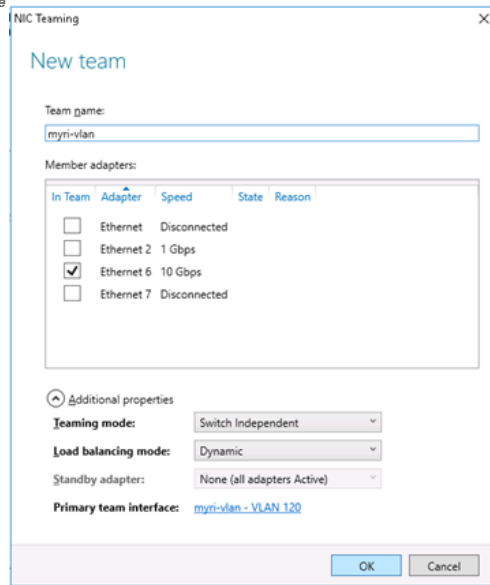 NIC Teaming
New team
Team name:
myri-vlan
Member adapters:
In Team Adapter Speed State Reason
Ethernet Disconnected
Ethernet 2 1 Gbps
Ethernet 6 10 Gbps
Ethernet 7 Disconnected
Additional properties
Teaming mode: Switch Independent
Load balancing mode: Dynamic
Standby adapter: None (all adapters Active)
Primary team interface: myri-vlan - VLAN 120
OK Cancel